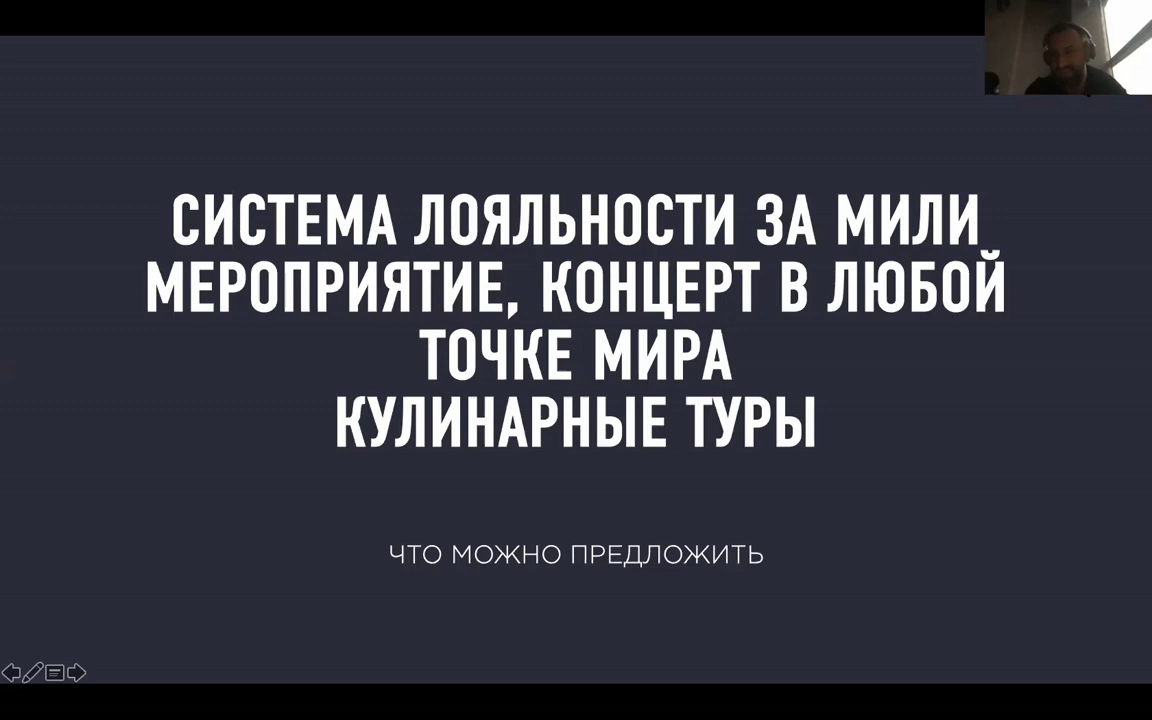 СИСТЕМА ЛОЯЛЬНОСТИ ЗА МИЛИ
МЕРОПРИЯТИЕ, КОНЦЕРТ В ЛЮБОЙ
ТОЧКЕ МИРА
КУЛИНАРНЫЕ ТУРЫ
ЧТО МОЖНО ПРЕДЛОЖИТЬ